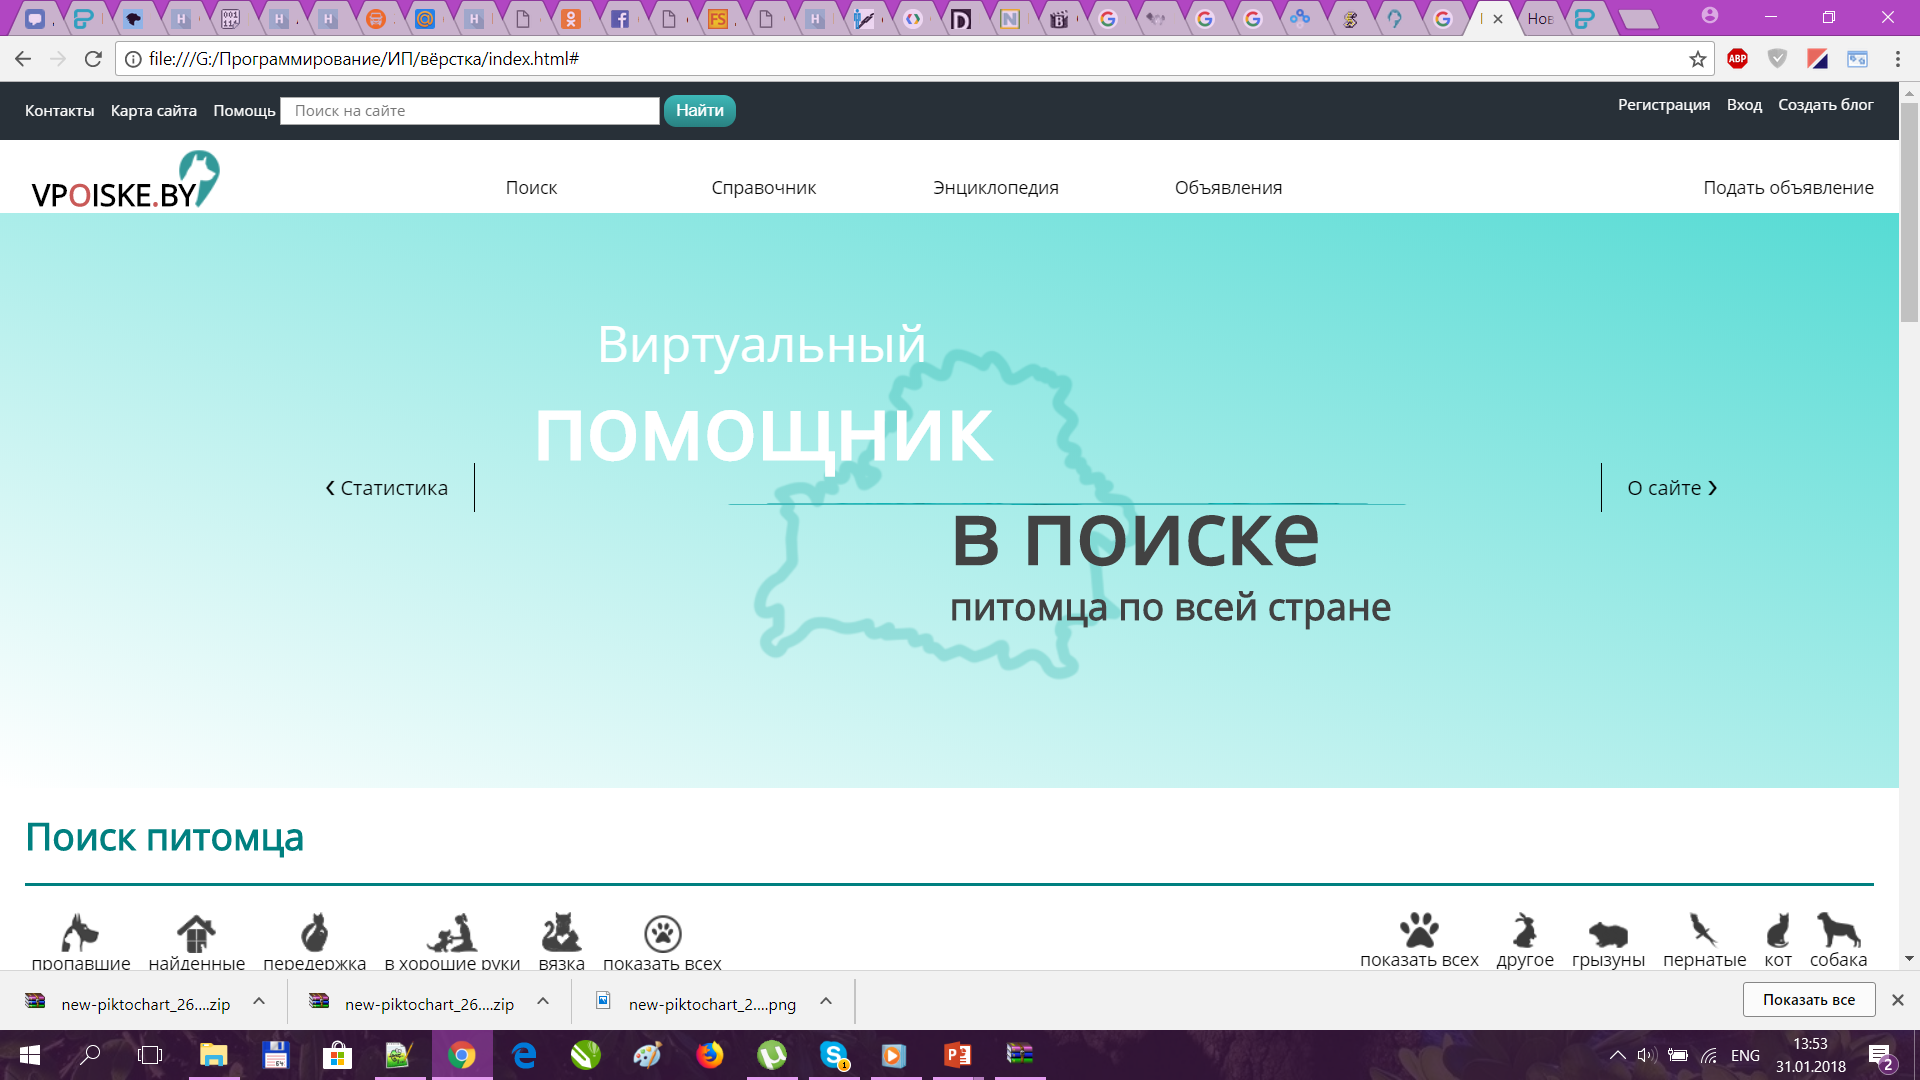 Нов
file:///G:/Программирование/ИП/вёрстка/index.html#
Контакты Карта сайта Помощь Поиск на сайте Найти Регистрация Вход Создать блог
VPOISKE.BY Поиск Справочник Энциклопедия Объявления Подать объявление
Виртуальный
помощник
‹ Статистика О сайте ›
в поиске
питомца по всей стране
Поиск питомца
пропавшие найденные передержка в хорошие руки вязка показать всех показать всех другое грызуны пернатые кот собака
new-piktochart_26....zip new-piktochart_26....zip new-piktochart_2....png Показать все
ENG 13:53
31.01.2018 2